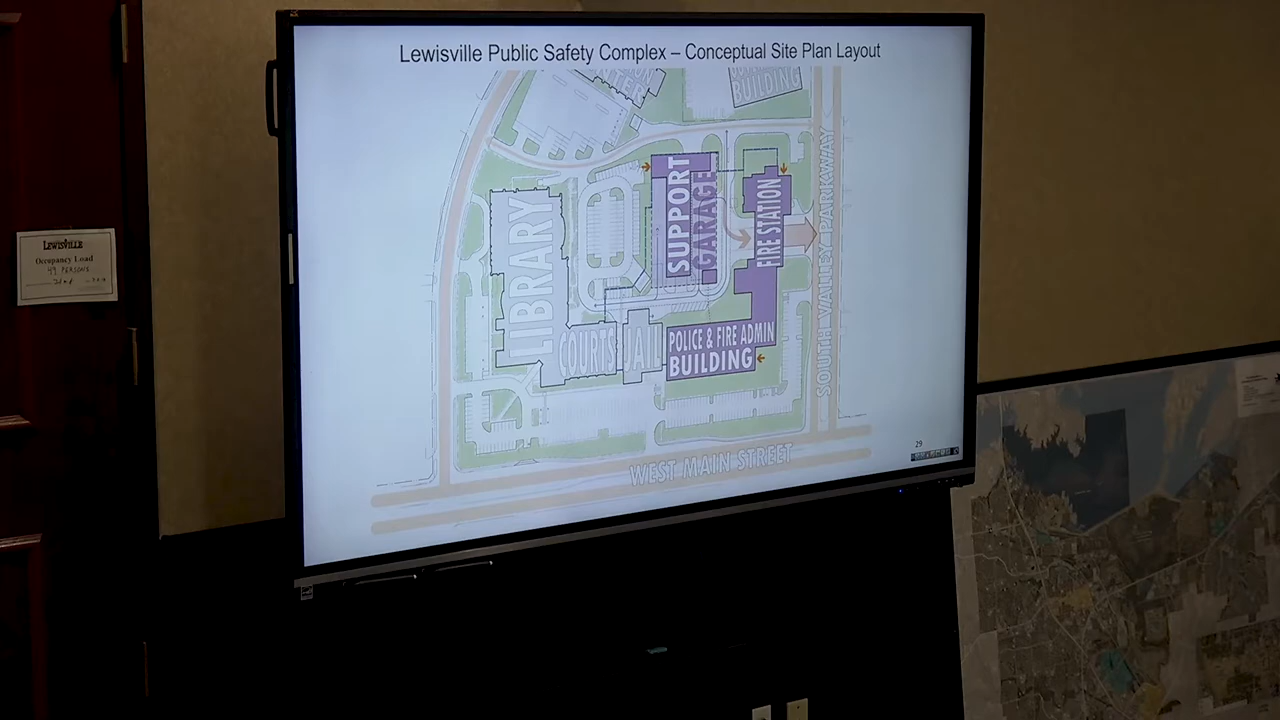 Lewisville Public Safety Complex – Conceptual Site Plan Layout
BUILDING
SUPPORT
GARAGE
FIRE STATION
LIBRARY
COURTS
JAIL
POLICE & FIRE ADMIN
BUILDING
SOUTH VALLEY PARKWAY
WEST MAIN STREET
29
LEWISVILLE
Occupancy Load
49 PERSONS